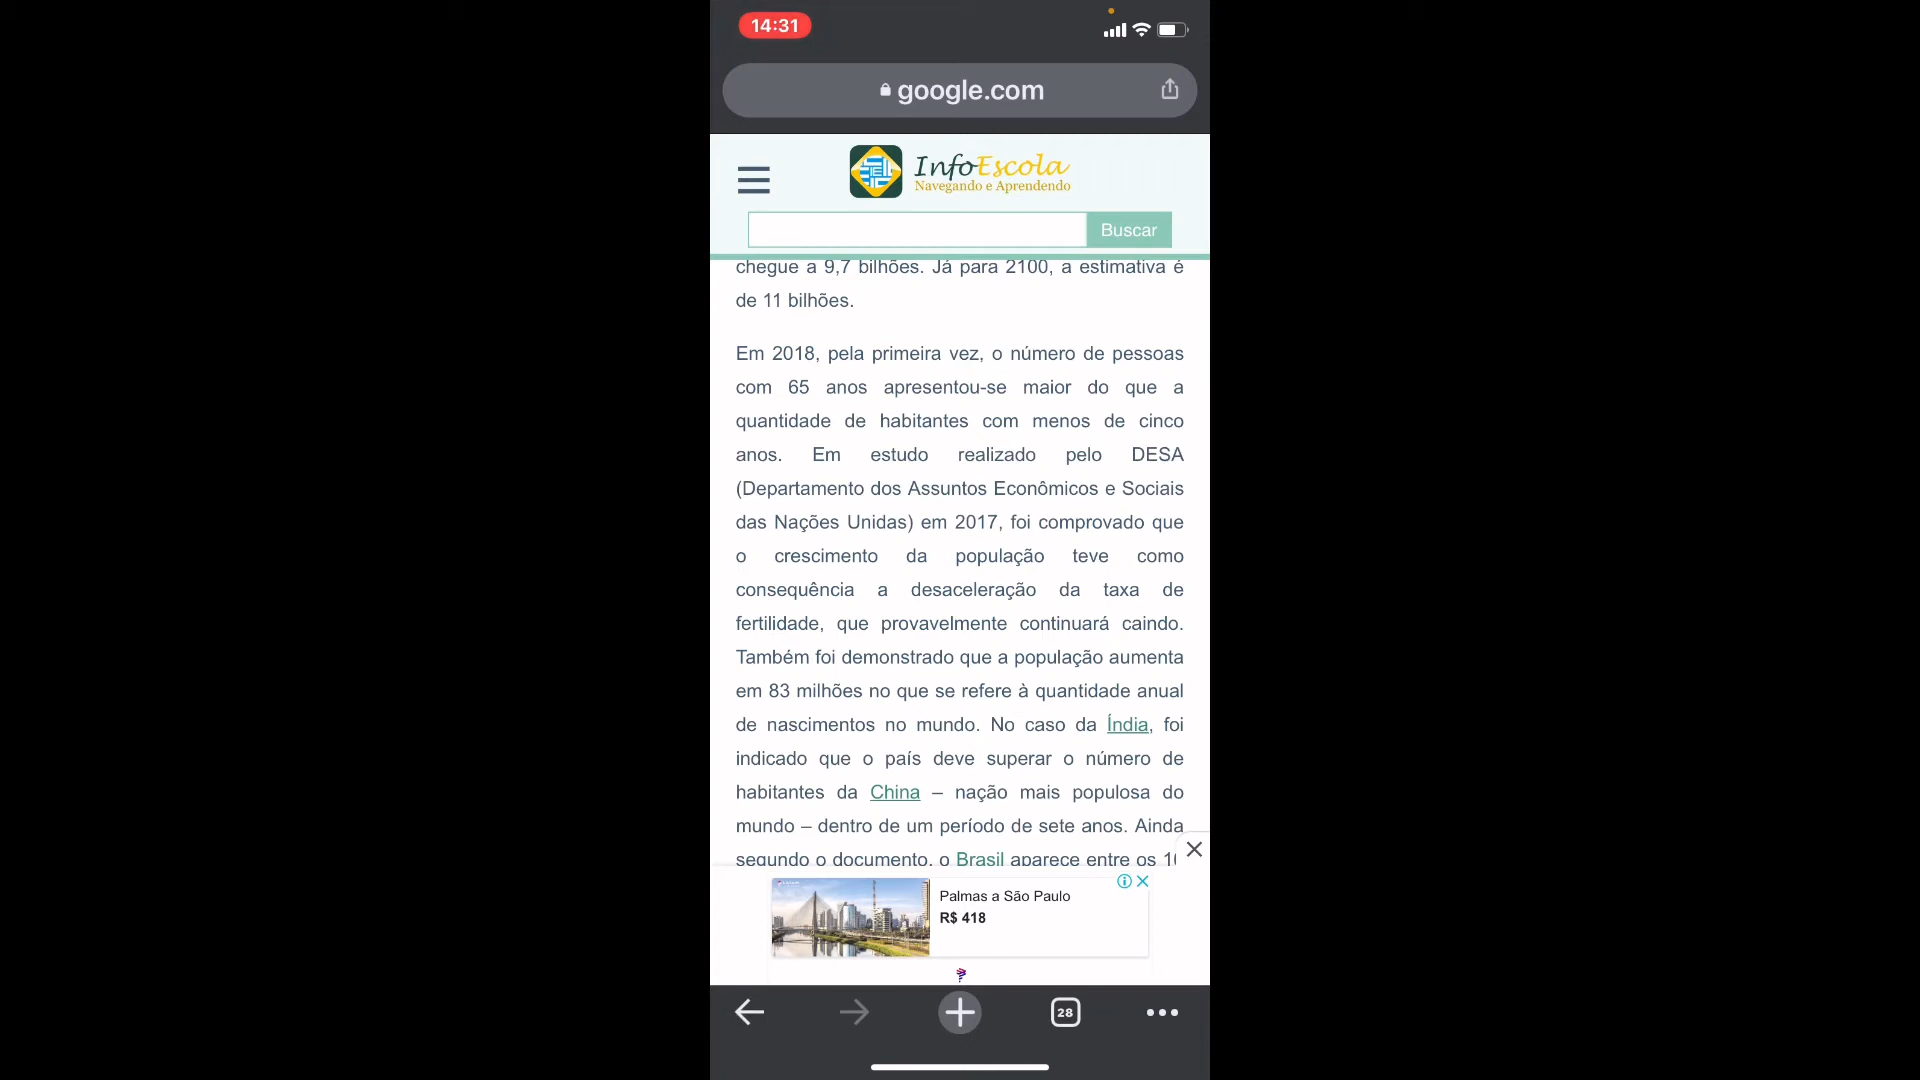 14:31
google.com
InfoEscola
Navegando e Aprendendo
Buscar
chegue a 9,7 bilhões. Já para 2100, a estimativa é
de 11 bilhões.
Em 2018, pela primeira vez, o número de pessoas
com 65 anos apresentou-se maior do que a
quantidade de habitantes com menos de cinco
anos. Em estudo realizado pelo DESA
(Departamento dos Assuntos Econômicos e Sociais
das Nações Unidas) em 2017, foi comprovado que
o crescimento da população teve como
consequência a desaceleração da taxa de
fertilidade, que provavelmente continuará caindo.
Também foi demonstrado que a população aumenta
em 83 milhões no que se refere à quantidade anual
de nascimentos no mundo. No caso da Índia, foi
indicado que o país deve superar o número de
habitantes da China – nação mais populosa do
mundo – dentro de um período de sete anos. Ainda
segundo o documento, o Brasil aparece entre os
Palmas a São Paulo
R$ 418
28